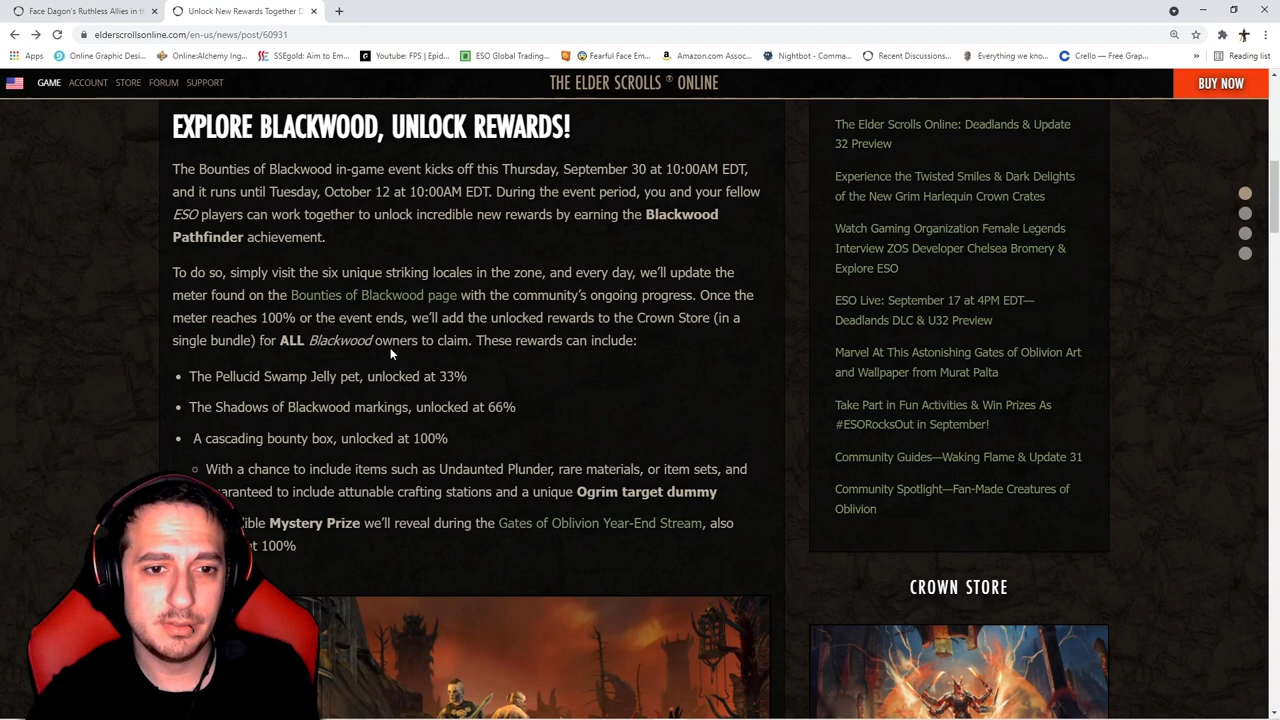 Face Dagon's Ruthless Allies in th
Unlock New Rewards Together D
elderscrollsonline.com/en-us/news/post/60931
Apps
Online Graphic Desi...
Online:Alchemy Ing...
SSEgold: Aim to Em...
Youtube: FPS | Epid...
ESO Global Trading...
Fearful Face Em...
Amazon.com Assoc...
Nightbot - Comma...
Recent Discussions...
Everything we kno...
Crello — Free Grap...
»
Reading list
GAME ACCOUNT STORE FORUM SUPPORT
THE ELDER SCROLLS ® ONLINE
BUY NOW
EXPLORE BLACKWOOD, UNLOCK REWARDS!
The Bounties of Blackwood in-game event kicks off this Thursday, September 30 at 10:00AM EDT,
and it runs until Tuesday, October 12 at 10:00AM EDT. During the event period, you and your fellow
ESO players can work together to unlock incredible new rewards by earning the Blackwood
Pathfinder achievement.
To do so, simply visit the six unique striking locales in the zone, and every day, we'll update the
meter found on the Bounties of Blackwood page with the community's ongoing progress. Once the
meter reaches 100% or the event ends, we'll add the unlocked rewards to the Crown Store (in a
single bundle) for ALL Blackwood owners to claim. These rewards can include:
• The Pellucid Swamp Jelly pet, unlocked at 33%
• The Shadows of Blackwood markings, unlocked at 66%
• A cascading bounty box, unlocked at 100%
○ With a chance to include items such as Undaunted Plunder, rare materials, or item sets, and
to include attunable crafting stations and a unique Ogrim target dummy
Mystery Prize we'll reveal during the Gates of Oblivion Year-End Stream, also
at 100%
The Elder Scrolls Online: Deadlands & Update
32 Preview
Experience the Twisted Smiles & Dark Delights
of the New Grim Harlequin Crown Crates
Watch Gaming Organization Female Legends
Interview ZOS Developer Chelsea Bromery &
Explore ESO
ESO Live: September 17 at 4PM EDT—
Deadlands DLC & U32 Preview
Marvel At This Astonishing Gates of Oblivion Art
and Wallpaper from Murat Palta
Take Part in Fun Activities & Win Prizes As
#ESORocksOut in September!
Community Guides—Waking Flame & Update 31
Community Spotlight—Fan-Made Creatures of
Oblivion
CROWN STORE